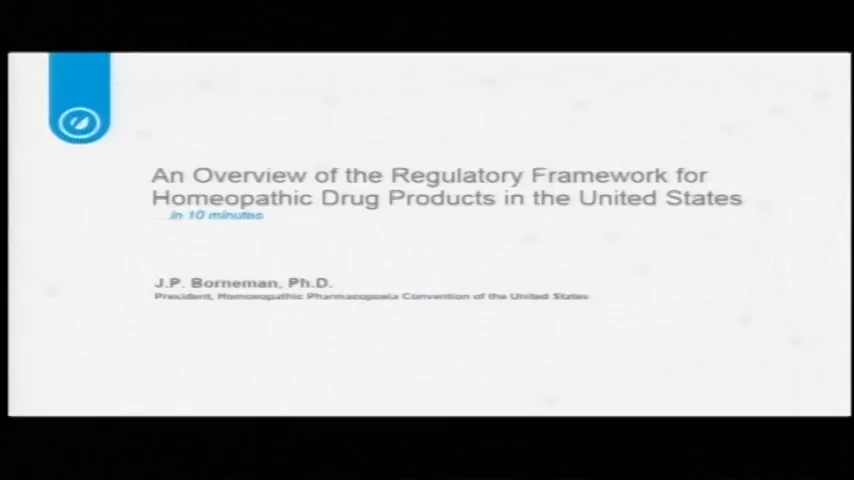 An Overview of the Regulatory Framework for
Homeopathic Drug Products in the United States
...in 10 minutes
J.P. Borneman, Ph.D.
President, Homoeopathic Pharmacopoeia Convention of the United States